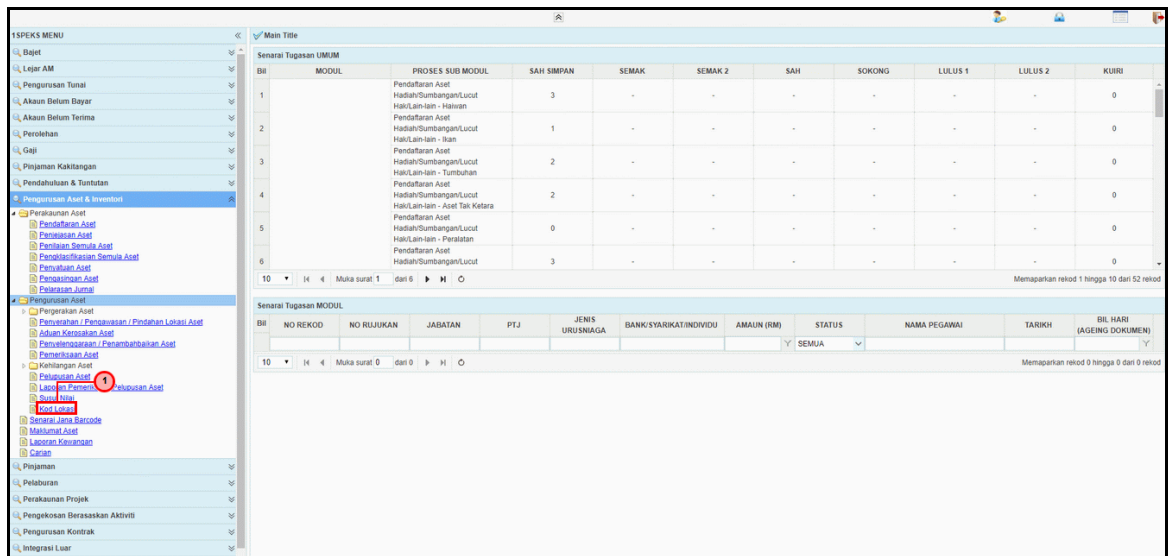 1SPEKS MENU
Bajet
Lejar AM
Pengurusan Tunai
Akaun Belum Bayar
Akaun Belum Terima
Perolehan
Gaji
Pinjaman Kakitangan
Pendahuluan & Tuntutan
Pengurusan Aset & Inventori
Perakaunan Aset
Pendaftaran Aset
Penjejasan Aset
Penilaian Semula Aset
Pengklasifikasian Semula Aset
Penyatuan Aset
Pengasingan Aset
Pelarasan Jurnal
Pengurusan Aset
Pergerakan Aset
Penyerahan / Pengawasan / Pindahan Lokasi Aset
Aduan Kerosakan Aset
Penyelenggaraan / Penambahbaikan Aset
Pemeriksaan Aset
Kehilangan Aset
Pelupusan Aset
1
Laporan Pemerik Pelupusan Aset
Susut Nilai
Kod Lokasi
Senarai Jana Barcode
Maklumat Aset
Laporan Kewangan
Carian
Pinjaman
Pelaburan
Perakaunan Projek
Pengekosan Berasaskan Aktiviti
Pengurusan Kontrak
Integrasi Luar
Main Title
Senarai Tugasan UMUM
Bil MODUL PROSES SUB MODUL SAH SIMPAN SEMAK SEMAK 2 SAH SOKONG LULUS 1 LULUS 2 KUIRI
Pendaftaran Aset
1 Hadiah/Sumbangan/Lucut 3 - - - - - - 0
Hak/Lain-lain - Haiwan
Pendaftaran Aset
2 Hadiah/Sumbangan/Lucut 1 - - - - - - 0
Hak/Lain-lain - Ikan
Pendaftaran Aset
3 Hadiah/Sumbangan/Lucut 2 - - - - - - 0
Hak/Lain-lain - Tumbuhan
Pendaftaran Aset
4 Hadiah/Sumbangan/Lucut 2 - - - - - - 0
Hak/Lain-lain - Aset Tak Ketara
Pendaftaran Aset
5 Hadiah/Sumbangan/Lucut 0 - - - - - - 0
Hak/Lain-lain - Peralatan
Pendaftaran Aset
6 Hadiah/Sumbangan/Lucut 3 - - - - - - 0
10 Muka surat 1 dari 6 Memaparkan rekod 1 hingga 10 dari 52 rekod
Senarai Tugasan MODUL
Bil NO REKOD NO RUJUKAN JABATAN PTJ JENIS URUSNIAGA BANK/SYARIKAT/INDIVIDU AMAUN (RM) STATUS NAMA PEGAWAI TARIKH BIL HARI (AGEING DOKUMEN)
SEMUA
10 Muka surat 0 dari 0 Memaparkan rekod 0 hingga 0 dari 0 rekod